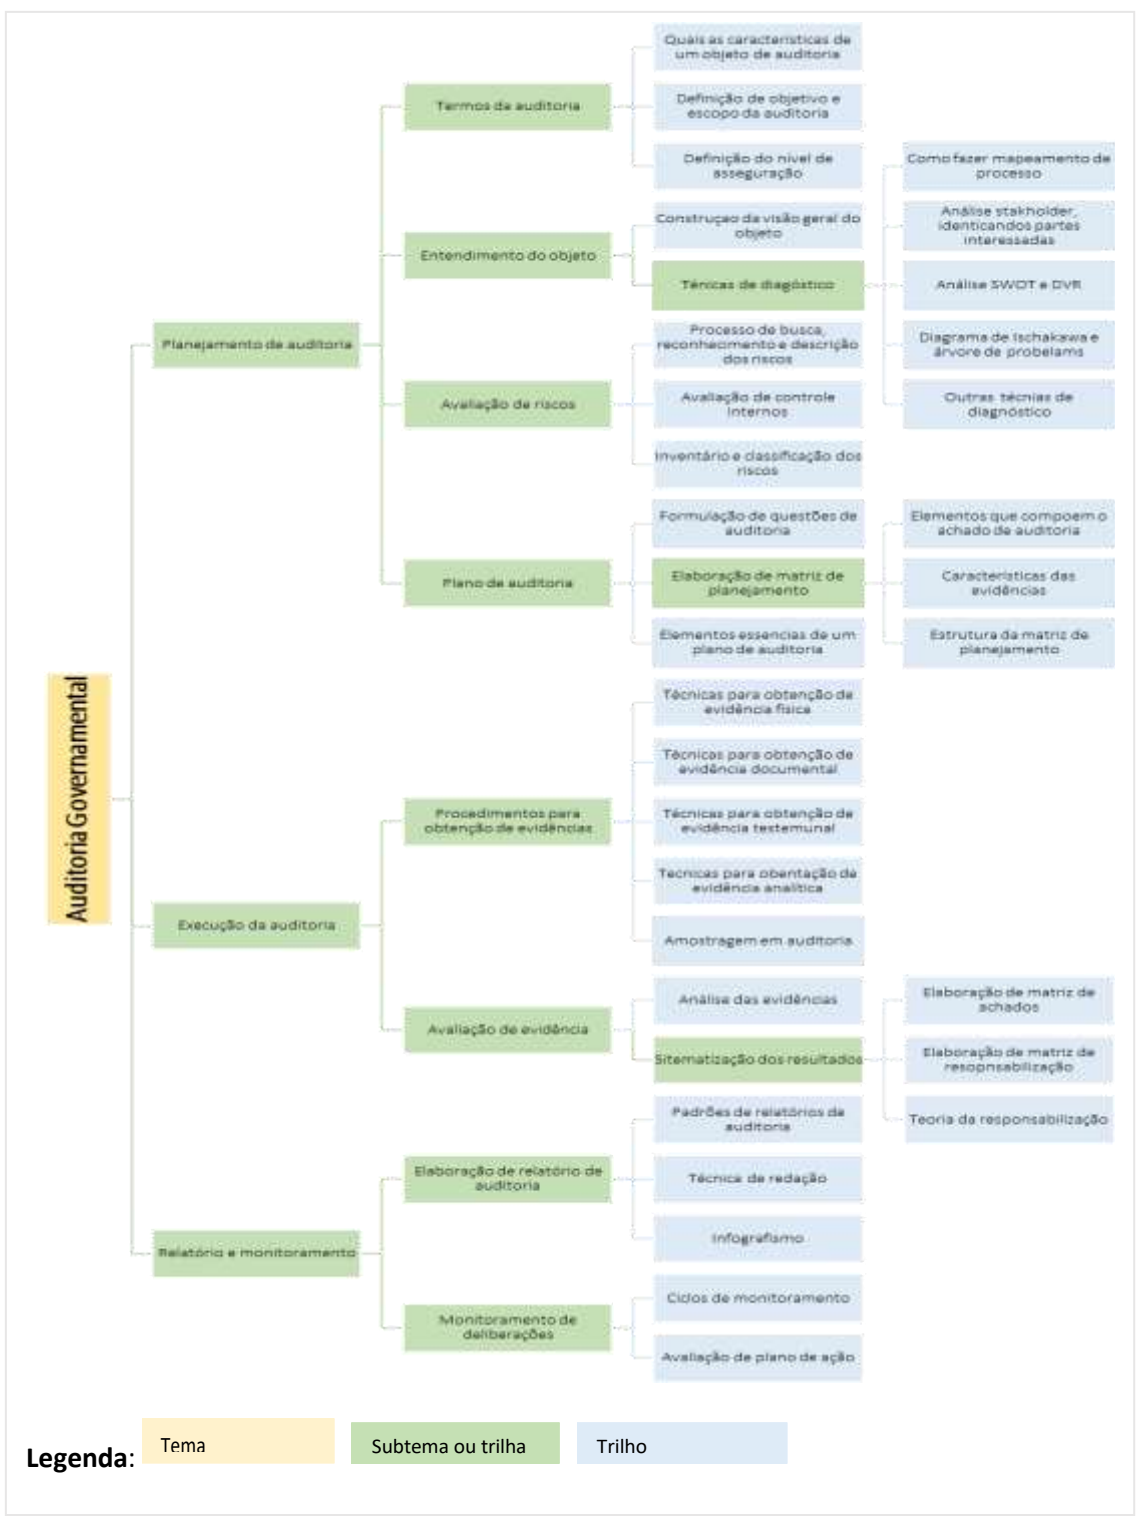 Quais as características de
um objeto de auditoria
Termos da auditoria
Definição de objetivo e
escopo da auditoria
Definição do nível de
asseguração
Como fazer mapeamento de
processo
Construçao da visão geral do
objeto
Análise stakholder,
identicandos partes
interessadas
Entendimento do objeto
Ténicas de diagóstico
Análise SWOT e DVR
Planejamento de auditoria
Processo de busca,
reconhecimento e descrição
dos riscos
Diagrama de Ischakawa e
árvore de probelams
Avaliação de riscos
Avaliação de controle
internos
Outras técnias de
diagnóstico
Inventário e classificação dos
riscos
Formulação de questões de
auditoria
Elementos que compoem o
achado de auditoria
Plano de auditoria
Elaboração de matriz de
planejamento
Características das
evidências
Elementos essencias de um
plano de auditoria
Estrutura da matriz de
planejamento
Auditoria Governamental
Técnicas para obtenção de
evidência física
Técnicas para obtenção de
evidência documental
Procedimentos para
obtenção de evidências
Técnicas para obtenção de
evidência testemunal
Tecnicas para obentação de
evidência analítica
Execução da auditoria
Amostragem em auditoria
Análise das evidências
Elaboração de matriz de
achados
Avaliação de evidência
Sitematização dos resultados
Elaboração de matriz de
resopnsabilização
Padrões de relatórios de
auditoria
Teoria da responsabilização
Elaboração de relatório de
auditoria
Técnica de redação
Relatório e monitoramento
Infografismo
Ciclos de monitoramento
Monitoramento de
deliberações
Avaliação de plano de ação
Legenda:
Tema
Subtema ou trilha
Trilho